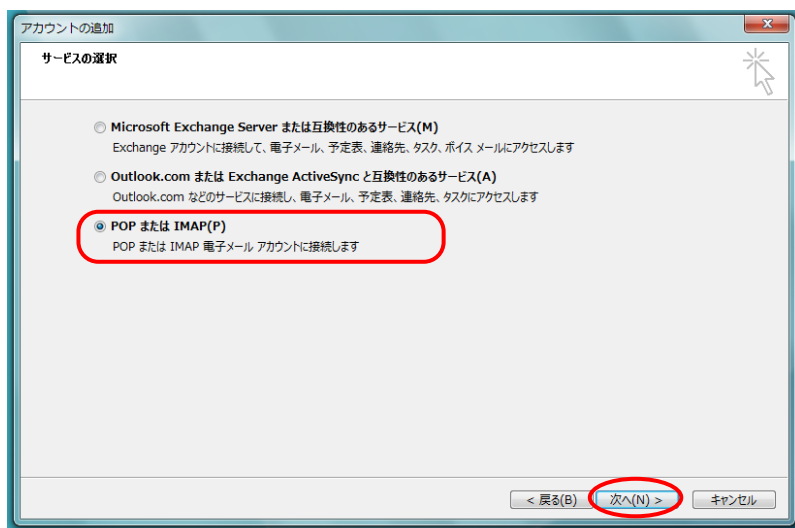 アカウントの追加
サービスの選択
Microsoft Exchange Server または互換性のあるサービス(M)
Exchange アカウントに接続して、電子メール、予定表、連絡先、タスク、ボイス メールにアクセスします
Outlook.com または Exchange ActiveSync と互換性のあるサービス(A)
Outlook.com などのサービスに接続し、電子メール、予定表、連絡先、タスクにアクセスします
POP または IMAP(P)
POP または IMAP 電子メール アカウントに接続します
< 戻る(B) 次へ(N) > キャンセル